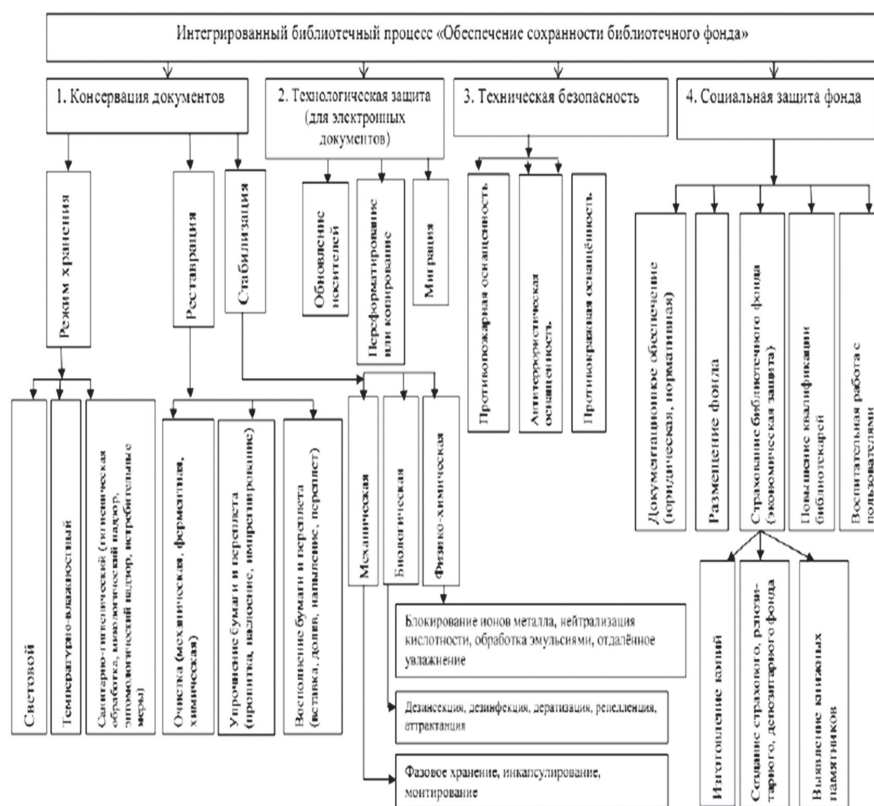 Интегрированный библиотечный процесс «Обеспечение сохранности библиотечного фонда»
1. Консервация документов
2. Технологическая защита
(для электронных
документов)
3. Техническая безопасность
4. Социальная защита фонда
Режим хранения
Реставрация
Стабилизация
Обновление
носителей
Переформатирование
или копирование
Миграция
Противопожарная оснащенность
Антитеррористическая
оснащенность
Противокражная оснащённость
Документационное обеспечение
(юридическая, нормативная)
Размещение фонда
Страхование библиотечного фонда
(экономическая защита)
Повышение квалификации
библиотекарей
Воспитательная работа с
пользователями
Световой
Температурно-влажностный
Санитарно-гигиенический (гигиеническая
обработка, микологический надзор,
энтомологический надзор, истребительные
меры)
Очистка (механическая, ферментная,
химическая)
Упрочнение бумаги и переплета
(пропитка, наслоение, импрегнирование)
Восполнение бумаги и переплета
(вставка, долив, напыление, переплет)
Механическая
Биологическая
Физико-химическая
Блокирование ионов металла, нейтрализация
кислотности, обработка эмульсиями, отдалённое
увлажнение
Дезинсекция, дезинфекция, дератизация, репелленция,
аттрактанция
Фазовое хранение, инкапсулирование,
монтирование
Изготовление копий
Создание страхового, репози-
тарного, депозитарного фонда
Выявление книжных
памятников